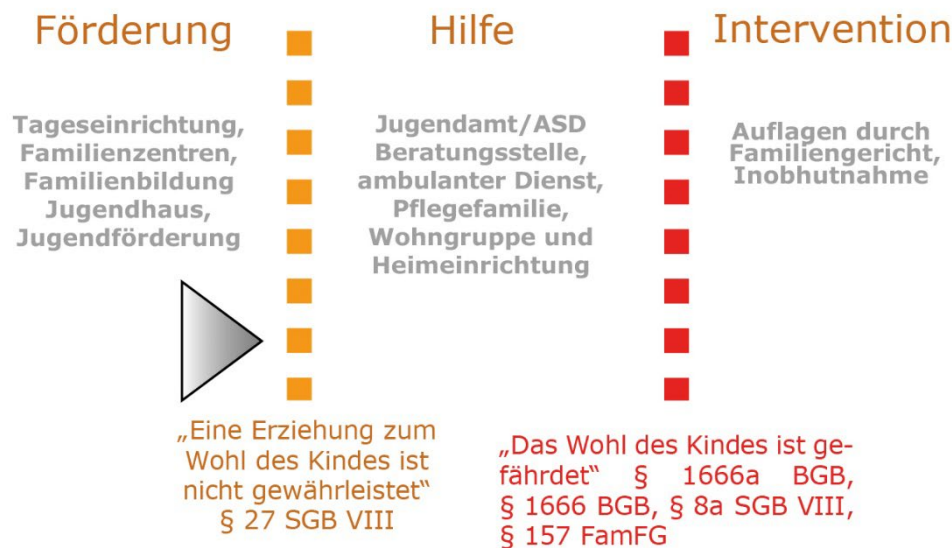 Förderung
Hilfe
Intervention
Tageseinrichtung,
Familienzentren,
Familienbildung
Jugendhaus,
Jugendförderung
Jugendamt/ASD
Beratungsstelle,
ambulanter Dienst,
Pflegefamilie,
Wohngruppe und
Heimeinrichtung
Auflagen durch
Familiengericht,
Inobhutnahme
„Eine Erziehung zum
Wohl des Kindes ist
nicht gewährleistet“
§ 27 SGB VIII
„Das Wohl des Kindes ist ge-
fährdet“ § 1666a BGB,
§ 1666 BGB, § 8a SGB VIII,
§ 157 FamFG